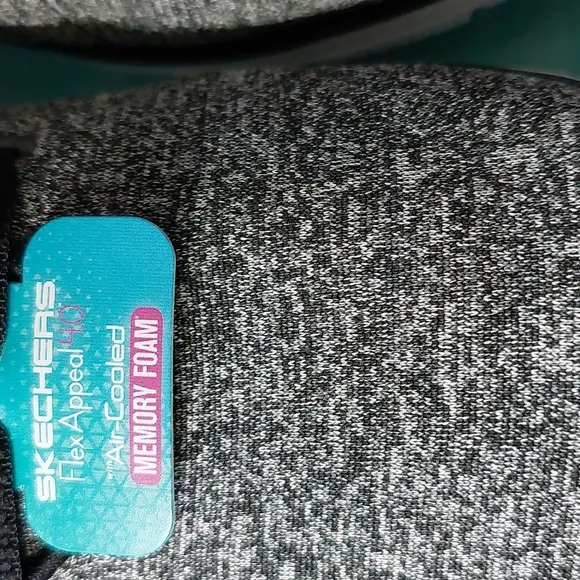 SKECHERS
Flex Appeal 4.0
with Air-Cooled
MEMORY FOAM®